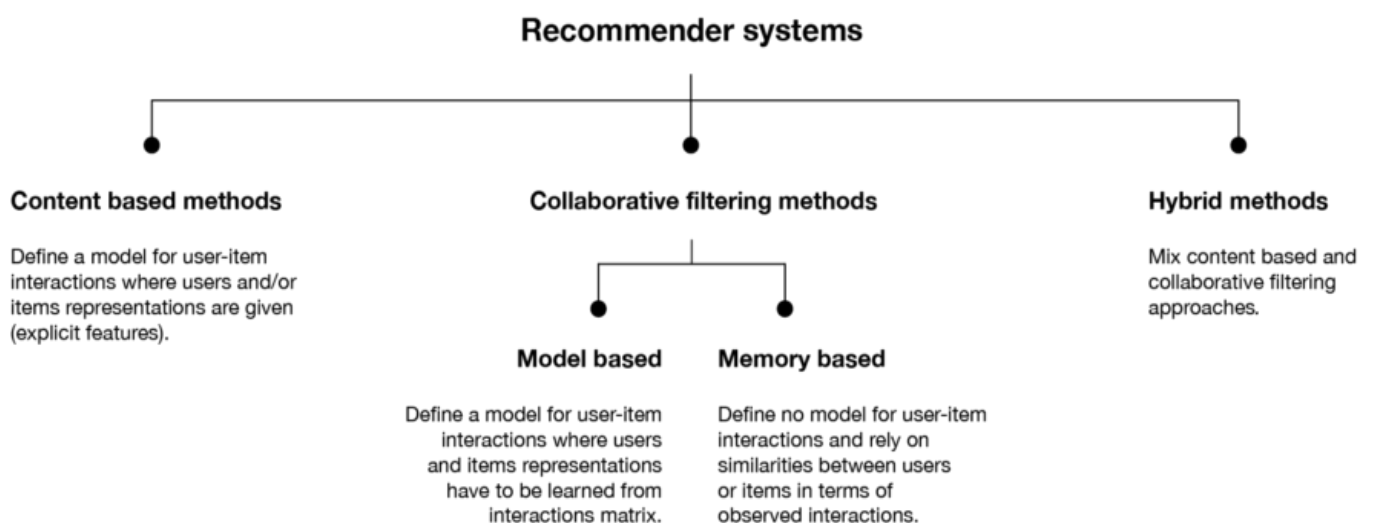 Recommender systems
Content based methods
Define a model for user-item
interactions where users and/or
items representations are given
(explicit features).
Collaborative filtering methods
Model based
Define a model for user-item
interactions where users
and items representations
have to be learned from
interactions matrix.
Memory based
Define no model for user-item
interactions and rely on
similarities between users
or items in terms of
observed interactions.
Hybrid methods
Mix content based and
collaborative filtering
approaches.